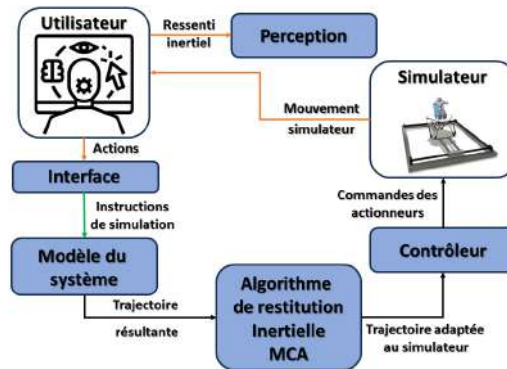 Utilisateur
Ressenti
inertiel
Perception
Simulateur
Mouvement
simulateur
Actions
Interface
Instructions
de simulation
Commandes des
actionneurs
Modèle du
système
Contrôleur
Trajectoire
résultante
Algorithme
de restitution
Inertielle
MCA
Trajectoire adaptée
au simulateur